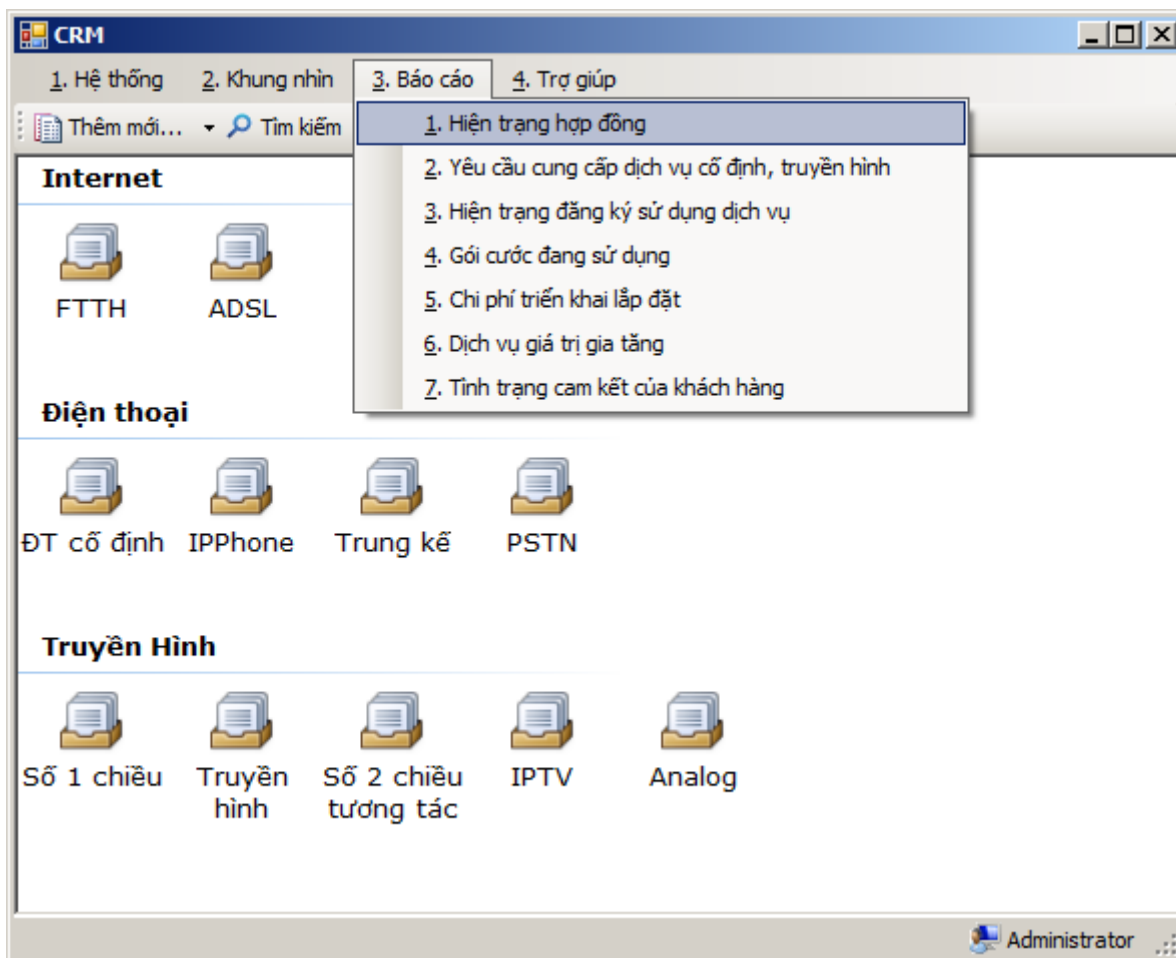 CRM
1. Hệ thống 2. Khung nhìn 3. Báo cáo 4. Trợ giúp
Thêm mới... Tìm kiếm
1. Hiện trạng hợp đồng
2. Yêu cầu cung cấp dịch vụ cố định, truyền hình
3. Hiện trạng đăng ký sử dụng dịch vụ
4. Gói cước đang sử dụng
5. Chi phí triển khai lắp đặt
6. Dịch vụ giá trị gia tăng
7. Tình trạng cam kết của khách hàng
Internet
FTTH ADSL
Điện thoại
ĐT cố định IPPhone Trung kế PSTN
Truyền Hình
Số 1 chiều Truyền hình Số 2 chiều tương tác IPTV Analog
Administrator